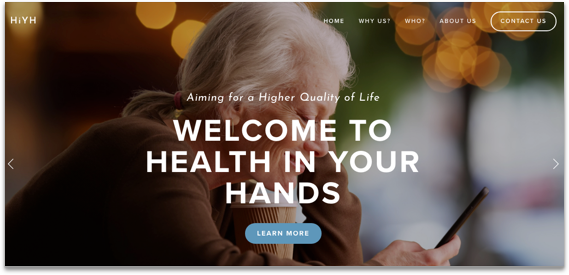 HiYH
HOME
WHY US?
WHO?
ABOUT US
CONTACT US
Aiming for a Higher Quality of Life
WELCOME TO
HEALTH IN YOUR
HANDS
LEARN MORE